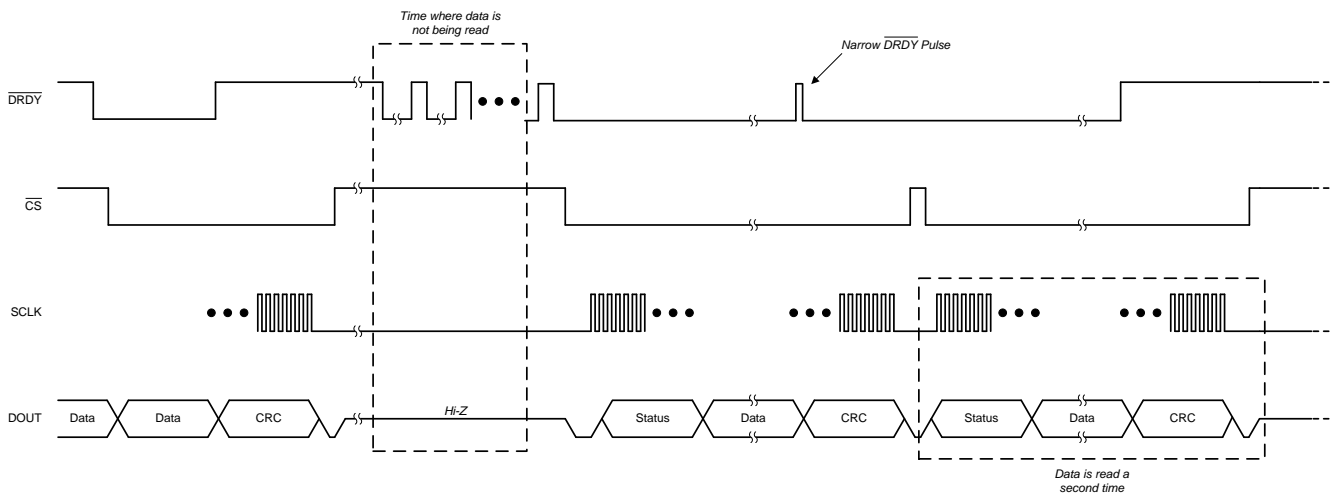 Time where data is
not being read
Narrow DRDY Pulse
DRDY
CS
SCLK
DOUT
Data
Data
CRC
Hi-Z
Status
Data
CRC
Status
Data
CRC
Data is read a
second time